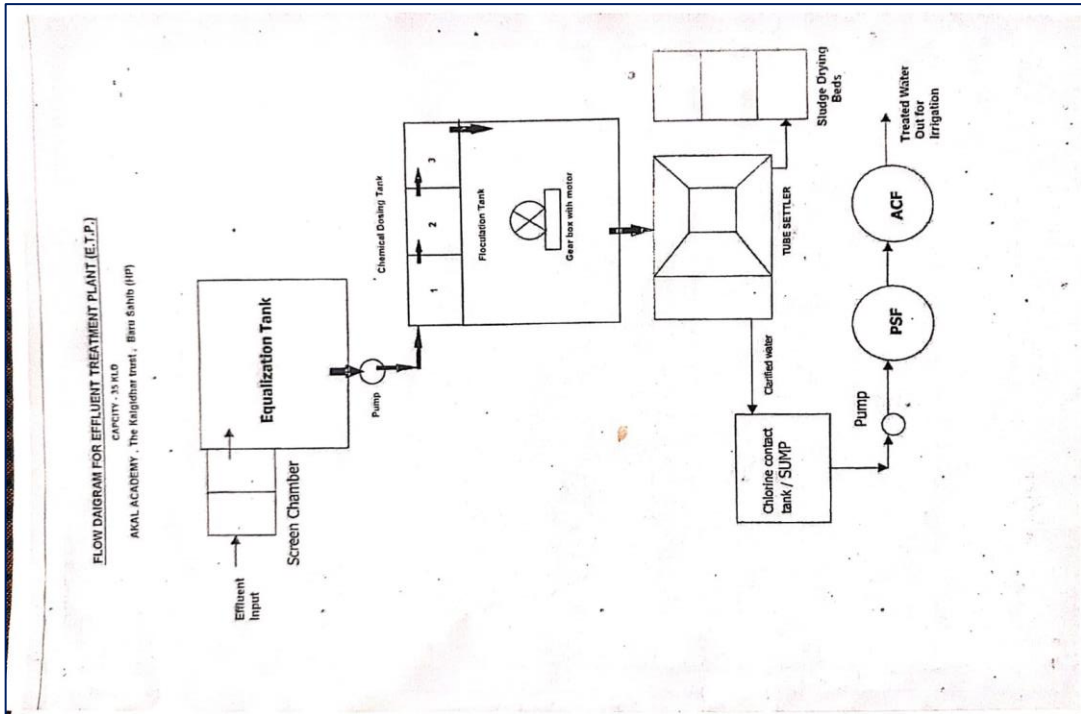 FLOW DAIGRAM FOR EFFLUENT TREATMENT PLANT (E.T.P.)
CAPCITY - 35 KLD
AKAL ACADEMY , The Kalgidhar trust , Baru Sahib (HP)
Effluent
Input
Screen Chamber
Equalization Tank
Pump
Chemical Dosing Tank
1
2
3
Floculation Tank
Gear box with motor
TUBE SETTLER
Sludge Drying
Beds
Clarified water
Chlorine contact
tank / SUMP
Pump
PSF
ACF
Treated Water
Out for
Irrigation